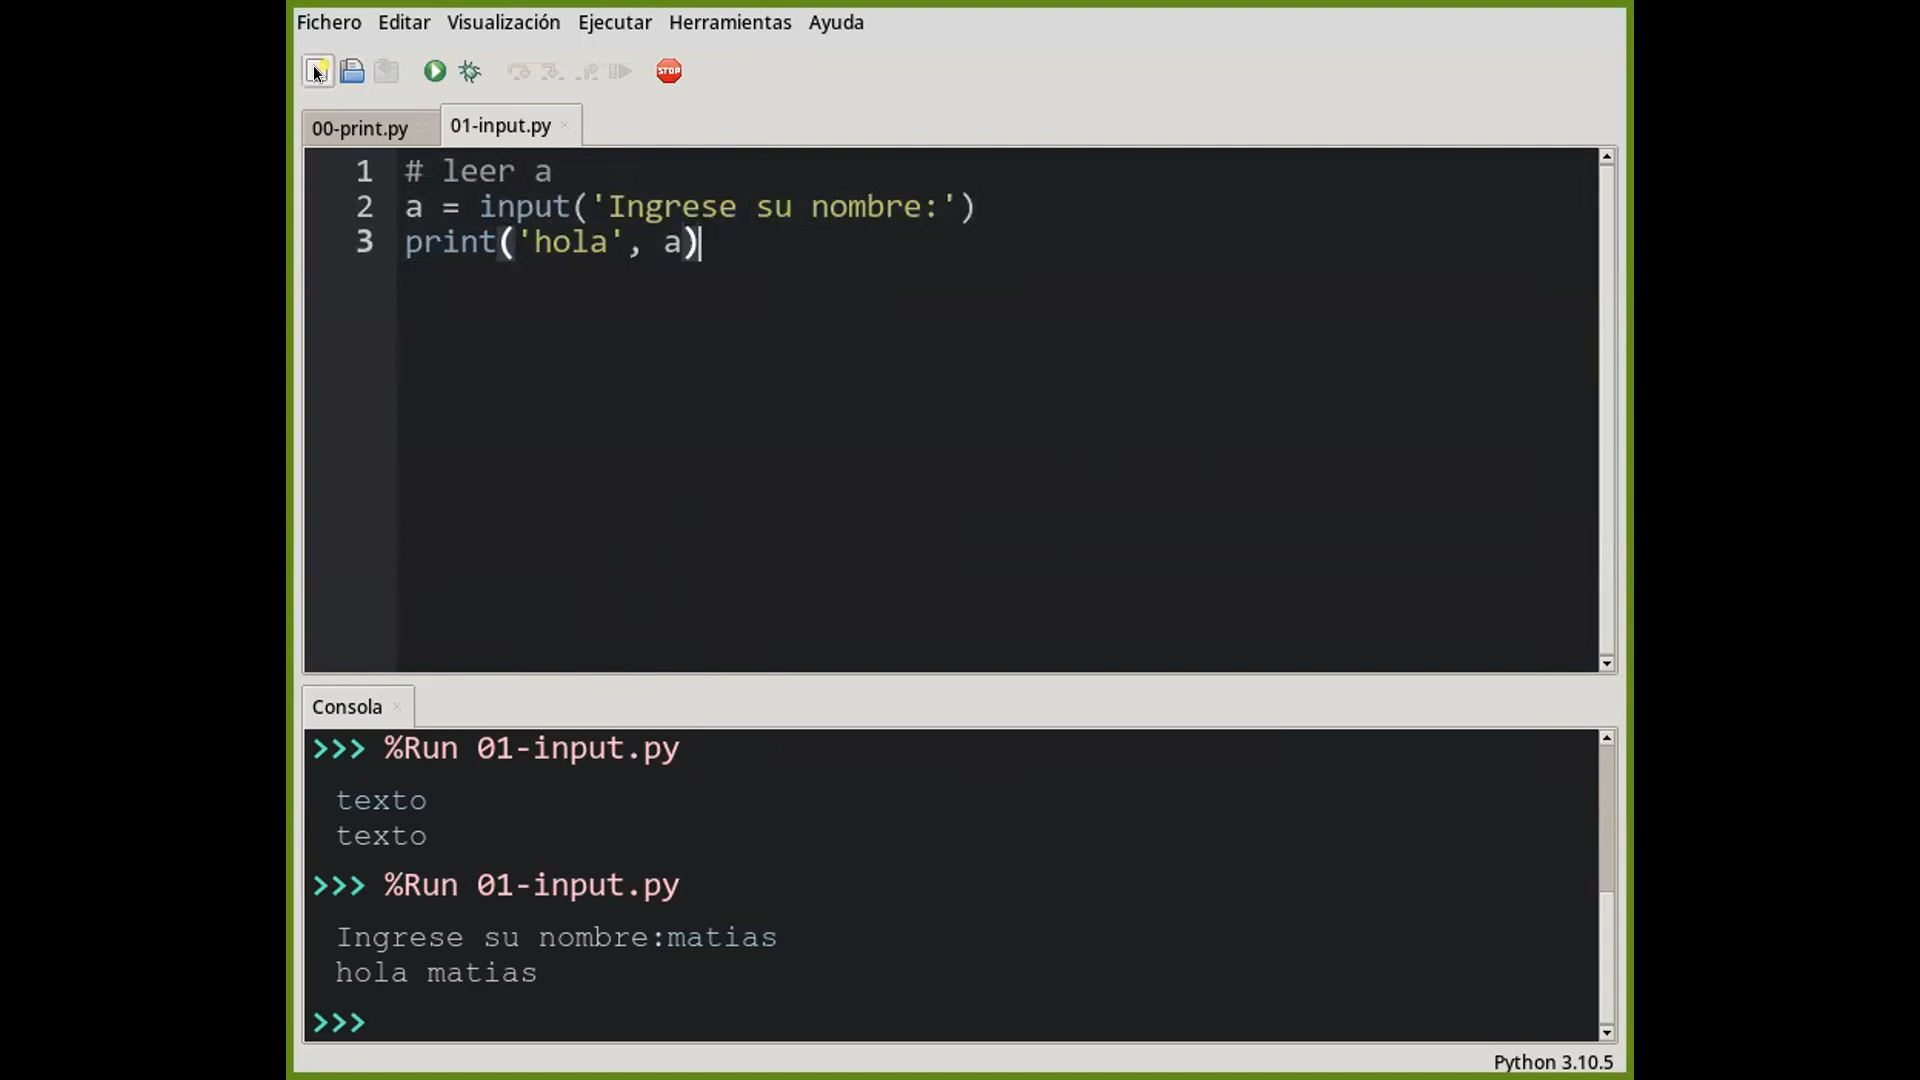 Fichero Editar Visualización Ejecutar Herramientas Ayuda
STOP
00-print.py 01-input.py
1 # leer a
2 a = input('Ingrese su nombre:')
3 print('hola', a)
Consola
>>> %Run 01-input.py
texto
texto
>>> %Run 01-input.py
Ingrese su nombre:matias
hola matias
>>>
Python 3.10.5